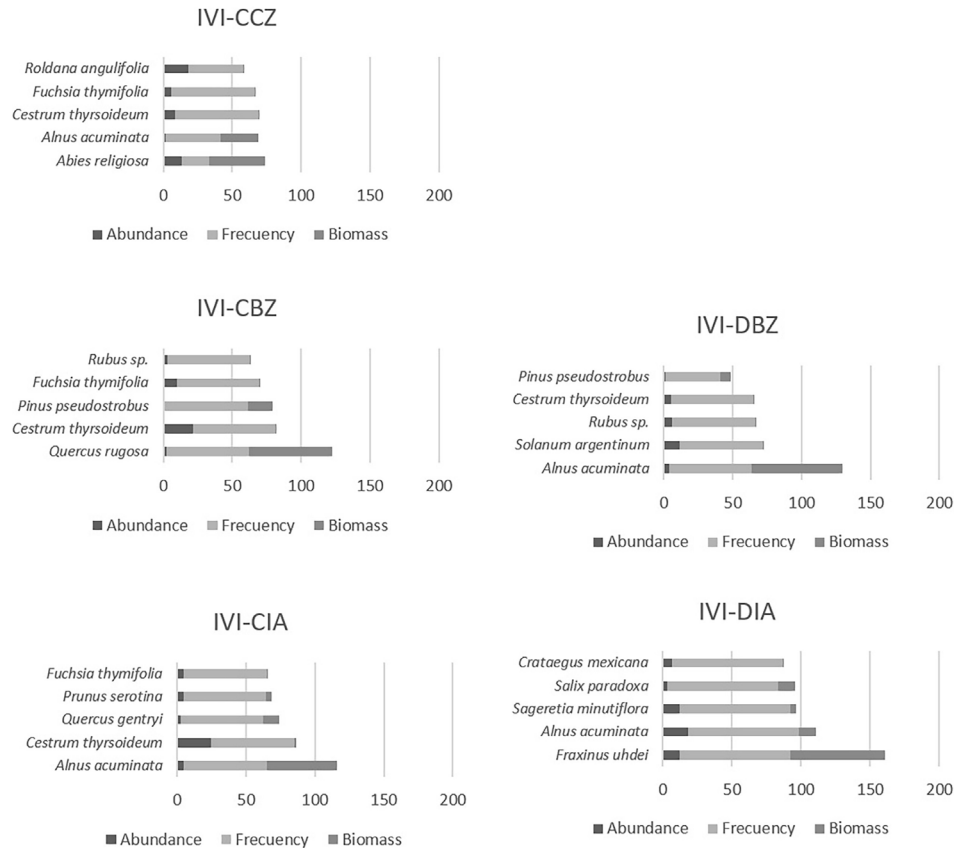 IVI-CCZ
Roldana angulifolia
Fuchsia thymifolia
Cestrum thyrsoideum
Alnus acuminata
Abies religiosa
0 50 100 150 200
Abundance Frecuency Biomass
IVI-CBZ
Rubus sp.
Fuchsia thymifolia
Pinus pseudostrobus
Cestrum thyrsoideum
Quercus rugosa
0 50 100 150 200
Abundance Frecuency Biomass
IVI-DBZ
Pinus pseudostrobus
Cestrum thyrsoideum
Rubus sp.
Solanum argentinum
Alnus acuminata
0 50 100 150 200
Abundance Frecuency Biomass
IVI-CIA
Fuchsia thymifolia
Prunus serotina
Quercus gentryi
Cestrum thyrsoideum
Alnus acuminata
0 50 100 150 200
Abundance Frecuency Biomass
IVI-DIA
Crataegus mexicana
Salix paradoxa
Sageretia minutiflora
Alnus acuminata
Fraxinus uhdei
0 50 100 150 200
Abundance Frecuency Biomass